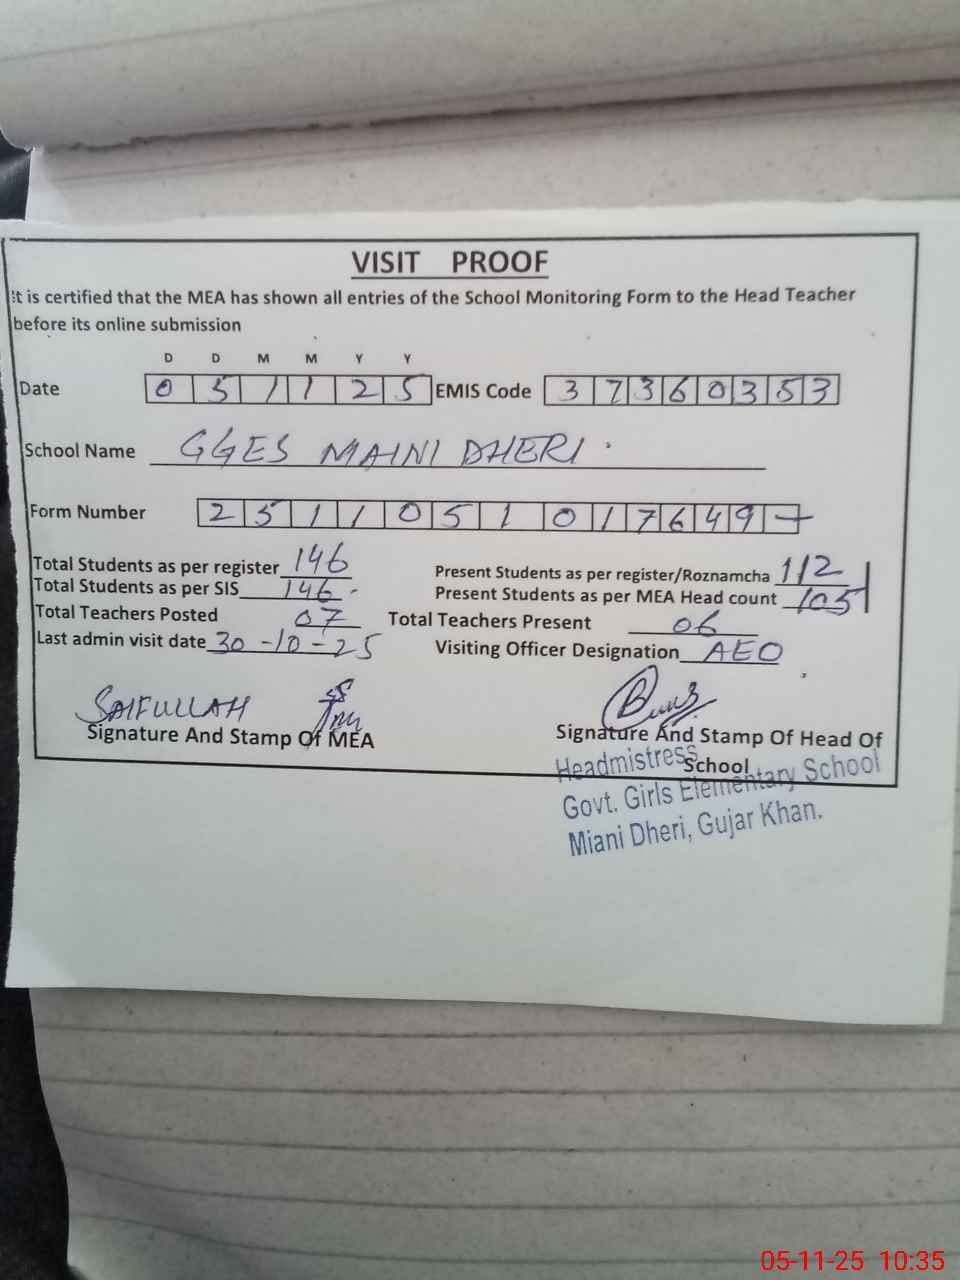 VISIT PROOF
It is certified that the MEA has shown all entries of the School Monitoring Form to the Head Teacher
before its online submission
D D M M Y Y
Date 0 5 1 1 2 5 EMIS Code 3 7 3 6 0 3 5 3
School Name GGES MAINI DHERI
Form Number 2 5 1 1 0 5 1 0 1 7 6 4 9 -
Total Students as per register 146 Present Students as per register/Roznamcha 112
Total Students as per SIS 146 Present Students as per MEA Head count 105
Total Teachers Posted 07 Total Teachers Present 06
Last admin visit date 30-10-25 Visiting Officer Designation AEO
SAIFULLAH
Signature And Stamp Of MEA Signature And Stamp Of Head Of
School
Headmistress
Govt. Girls Elementary School
Miani Dheri, Gujar Khan.
05-11-25 10:35